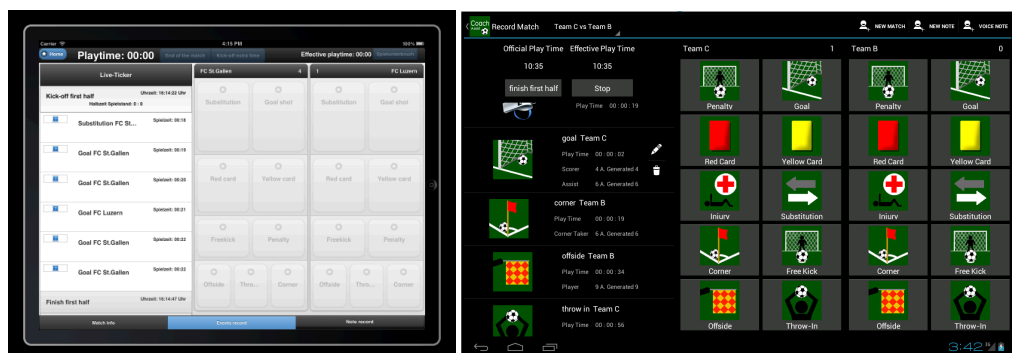 Carrier
4:15 PM
100%
Home
Playtime: 00:00
End of the match
Kick-off extra time
Effective playtime: 00:00
Live-Ticker
FC St.Gallen 4
1 FC Luzern
Kick-off first half
Uhrzeit: 16:14:22 Uhr
Halbzeit Spielstand: 0 : 0
Substitution FC St...
Spielzeit: 00:18
Goal FC St.Gallen
Spielzeit: 00:19
Goal FC St.Gallen
Spielzeit: 00:20
Goal FC Luzern
Spielzeit: 00:21
Goal FC St.Gallen
Spielzeit: 00:22
Goal FC St.Gallen
Spielzeit: 00:22
Finish first half
Uhrzeit: 16:14:47 Uhr
Substitution Goal shot Substitution Goal shot
Red card Yellow card Red card Yellow card
Freekick Penalty Freekick Penalty
Offside Thro... Corner Offside Thro... Corner
Match info Events record Note record
Coach
Record Match
Team C vs Team B
NEW MATCH
NEW NOTE
VOICE NOTE
Official Play Time Effective Play Time
10:35 10:35
finish first half Stop
Play Time 00 : 00 : 19
goal Team C
Play Time 00 : 00 : 02
Scorer 4 A. Generated 4
Assist 6 A. Generated 6
corner Team B
Play Time 00 : 00 : 19
Corner Taker 6 A. Generated 6
offside Team B
Play Time 00 : 00 : 34
Player 9 A. Generated 9
throw in Team C
Play Time 00 : 00 : 56
Team C 1 Team B 0
Penalty Goal Penalty Goal
Red Card Yellow Card Red Card Yellow Card
Injury Substitution Injury Substitution
Corner Free Kick Corner Free Kick
Offside Throw-In Offside Throw-In
3:42